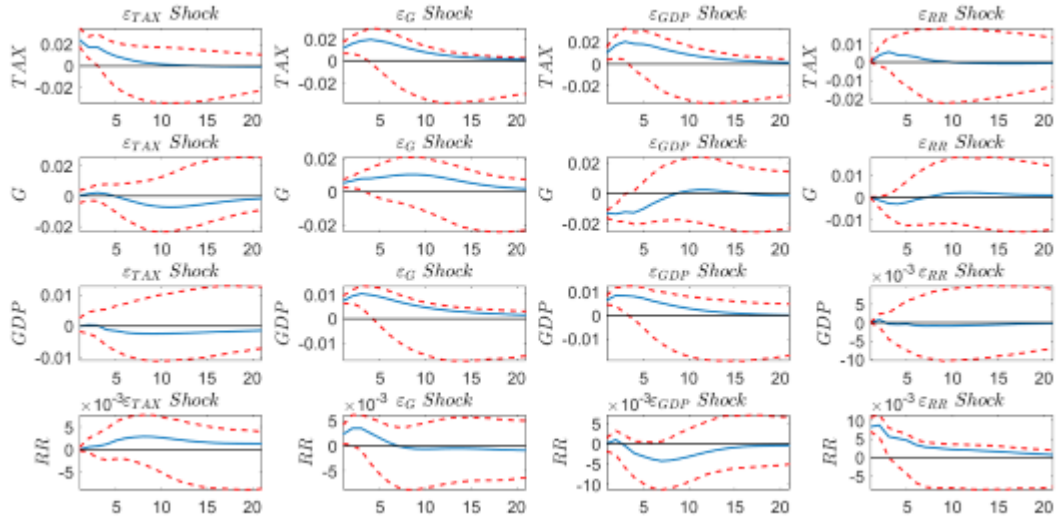 ε_TAX Shock ε_G Shock ε_GDP Shock ε_RR Shock
TAX 0.02 0 -0.02 5 10 15 20
TAX 0.02 0 -0.02 5 10 15 20
TAX 0.02 0 -0.02 5 10 15 20
TAX 0.01 0 -0.01 -0.02 5 10 15 20
ε_TAX Shock ε_G Shock ε_GDP Shock ε_RR Shock
G 0.02 0 -0.02 5 10 15 20
G 0.02 0 -0.02 5 10 15 20
G 0.02 0 -0.02 5 10 15 20
G 0.01 0 -0.01 5 10 15 20
ε_TAX Shock ε_G Shock ε_GDP Shock ×10⁻³ ε_RR Shock
GDP 0.01 0 -0.01 5 10 15 20
GDP 0.01 0 -0.01 5 10 15 20
GDP 0.01 0 -0.01 5 10 15 20
GDP 10 5 0 -5 -10 5 10 15 20
×10⁻³ ε_TAX Shock ×10⁻³ ε_G Shock ×10⁻³ ε_GDP Shock ×10⁻³ ε_RR Shock
RR 5 0 -5 5 10 15 20
RR 5 0 -5 5 10 15 20
RR 5 0 -5 -10 5 10 15 20
RR 10 5 0 -5 5 10 15 20